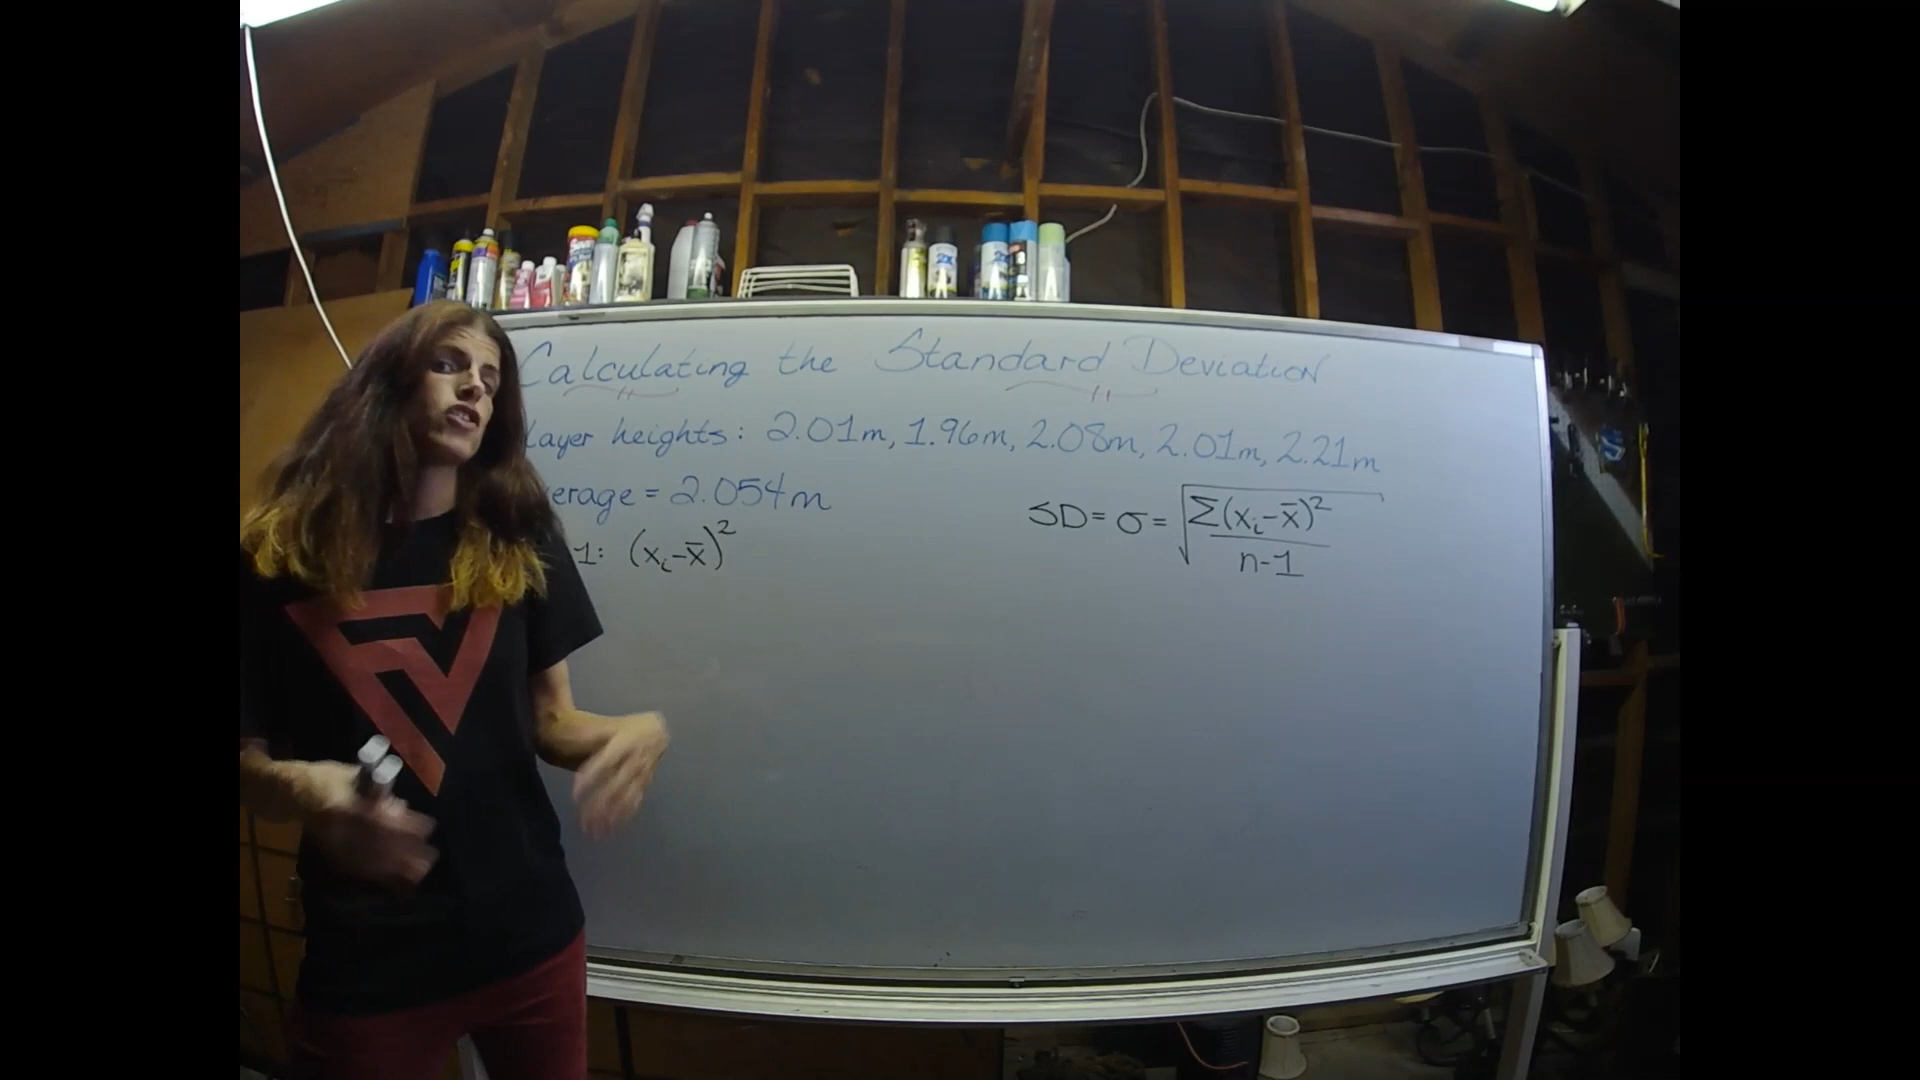 Calculating the Standard Deviation
layer heights: 2.01m, 1.96m, 2.08m, 2.01m, 2.21m
erage = 2.054m
1: (xᵢ-x̄)²
SD = σ = √Σ(xᵢ-x̄)²
n-1